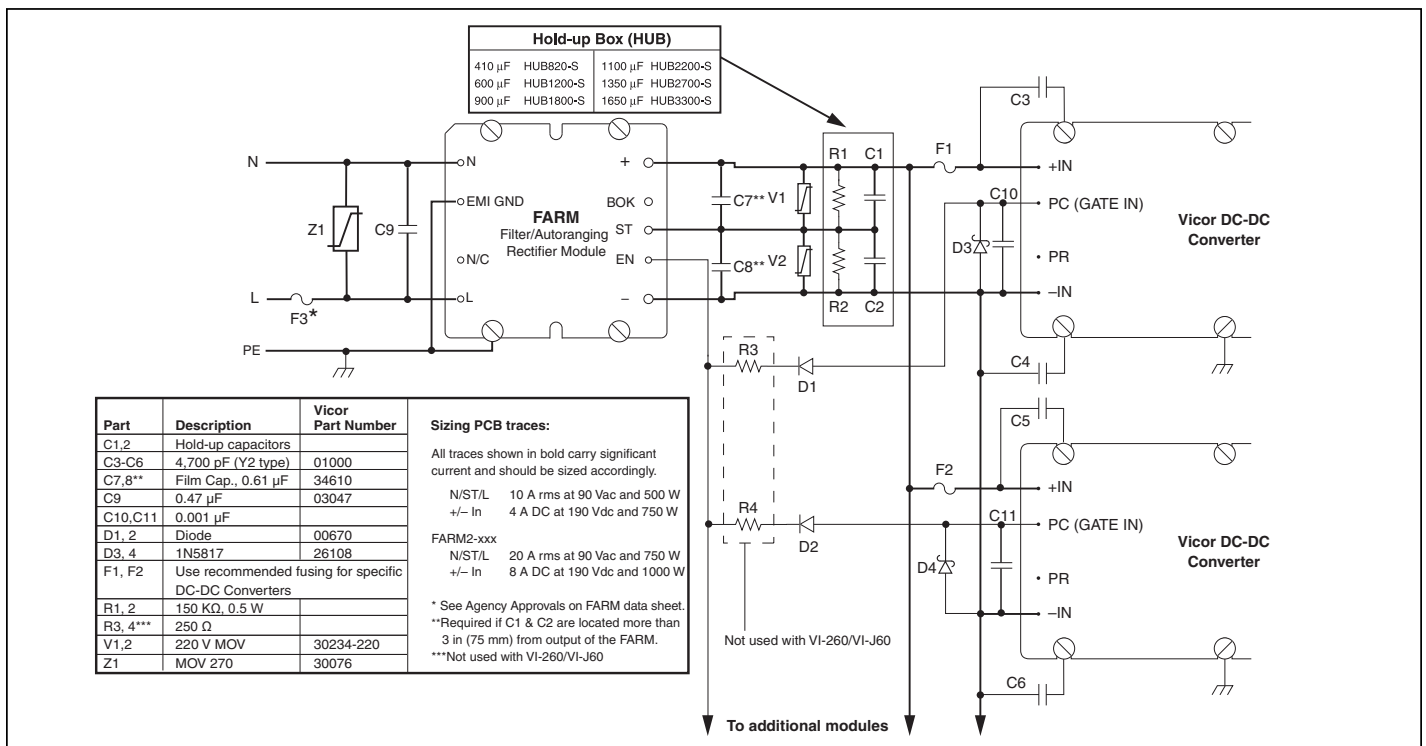 Hold-up Box (HUB)
410 µF HUB820-S 1100 µF HUB2200-S
600 µF HUB1200-S 1350 µF HUB2700-S
900 µF HUB1800-S 1650 µF HUB3300-S
N
Z1
C9
L
F3*
PE
N
EMI GND
N/C
L
FARM
Filter/Autoranging
Rectifier Module
+
BOK
ST
EN
–
C7** V1
C8** V2
R1 C1
R2 C2
F1
C3
+IN
C10
PC (GATE IN)
D3
PR
–IN
Vicor DC-DC
Converter
C4
R3
D1
C5
F2
+IN
C11
PC (GATE IN)
R4
D2
D4
PR
–IN
Vicor DC-DC
Converter
C6
Not used with VI-260/VI-J60
To additional modules
Part Description Vicor Part Number
C1,2 Hold-up capacitors
C3-C6 4,700 pF (Y2 type) 01000
C7,8** Film Cap., 0.61 µF 34610
C9 0.47 µF 03047
C10,C11 0.001 µF
D1, 2 Diode 00670
D3, 4 1N5817 26108
F1, F2 Use recommended fusing for specific
DC-DC Converters
R1, 2 150 KΩ, 0.5 W
R3, 4*** 250 Ω
V1,2 220 V MOV 30234-220
Z1 MOV 270 30076
Sizing PCB traces:
All traces shown in bold carry significant
current and should be sized accordingly.
N/ST/L 10 A rms at 90 Vac and 500 W
+/– In 4 A DC at 190 Vdc and 750 W
FARM2-xxx
N/ST/L 20 A rms at 90 Vac and 750 W
+/– In 8 A DC at 190 Vdc and 1000 W
* See Agency Approvals on FARM data sheet.
**Required if C1 & C2 are located more than
3 in (75 mm) from output of the FARM.
***Not used with VI-260/VI-J60